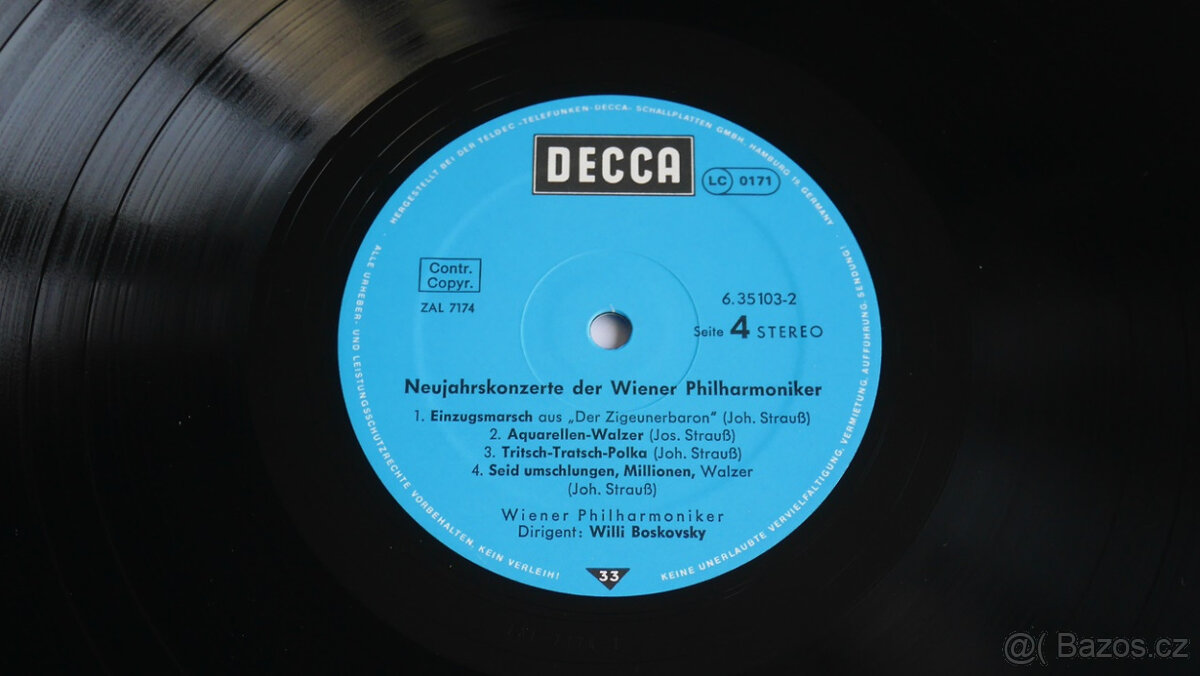 HERGESTELLT BEI DER TELDEC »TELEFUNKEN-DECCA« SCHALLPLATTEN GMBH, HAMBURG 19, GERMANY
DECCA
LC 0171
Contr.
Copyr.
ZAL 7174
6.35103-2
Seite 4 STEREO
Neujahrskonzerte der Wiener Philharmoniker
1. Einzugsmarsch aus „Der Zigeunerbaron“ (Joh. Strauß)
2. Aquarellen-Walzer (Jos. Strauß)
3. Tritsch-Tratsch-Polka (Joh. Strauß)
4. Seid umschlungen, Millionen, Walzer
(Joh. Strauß)
Wiener Philharmoniker
Dirigent: Willi Boskovsky
33
ALLE URHEBER- UND LEISTUNGSSCHUTZRECHTE VORBEHALTEN, KEIN VERLEIH!
KEINE UNERLAUBTE VERVIELFÄLTIGUNG, VERMIETUNG, AUFFÜHRUNG, SENDUNG!
@( Bazos.cz